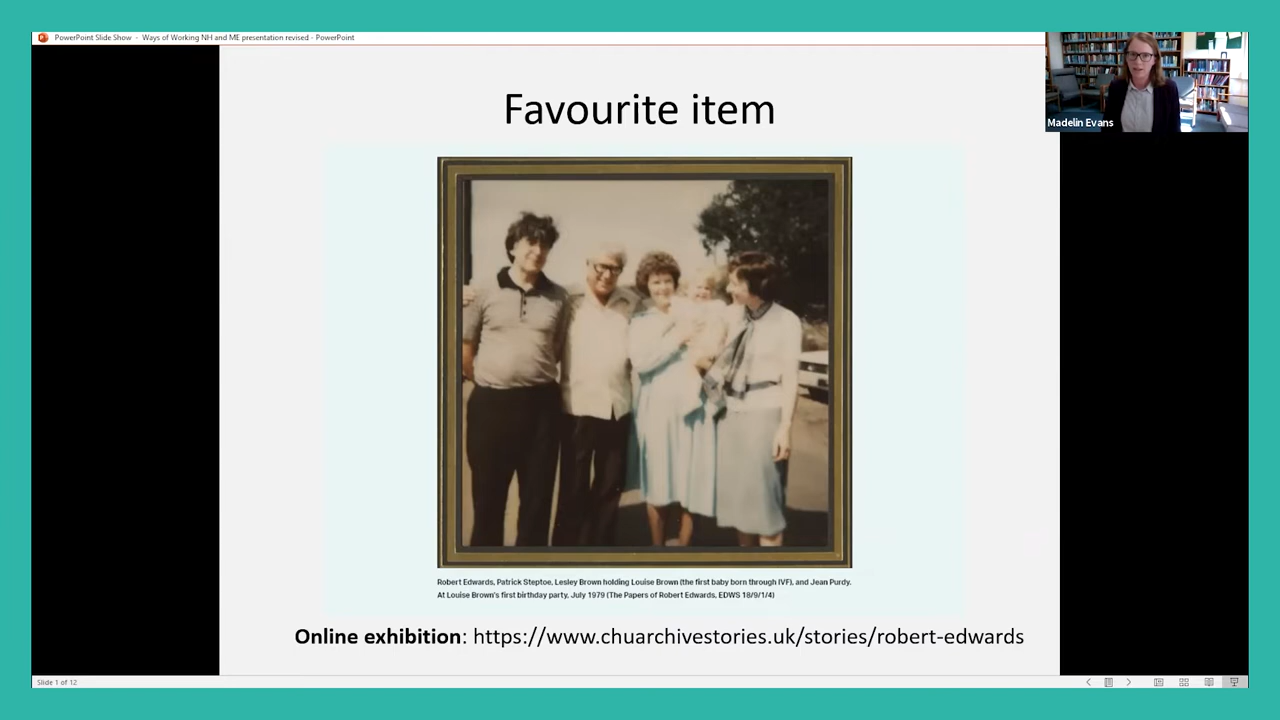 PowerPoint Slide Show - Ways of Working NH and ME presentation revised - PowerPoint
Madelin Evans
Favourite item
Robert Edwards, Patrick Steptoe, Lesley Brown holding Louise Brown (the first baby born through IVF), and Jean Purdy.
At Louise Brown's first birthday party, July 1979 (The Papers of Robert Edwards, EDWS 18/9/1/4)
Online exhibition: https://www.chuarchivestories.uk/stories/robert-edwards
Slide 1 of 12